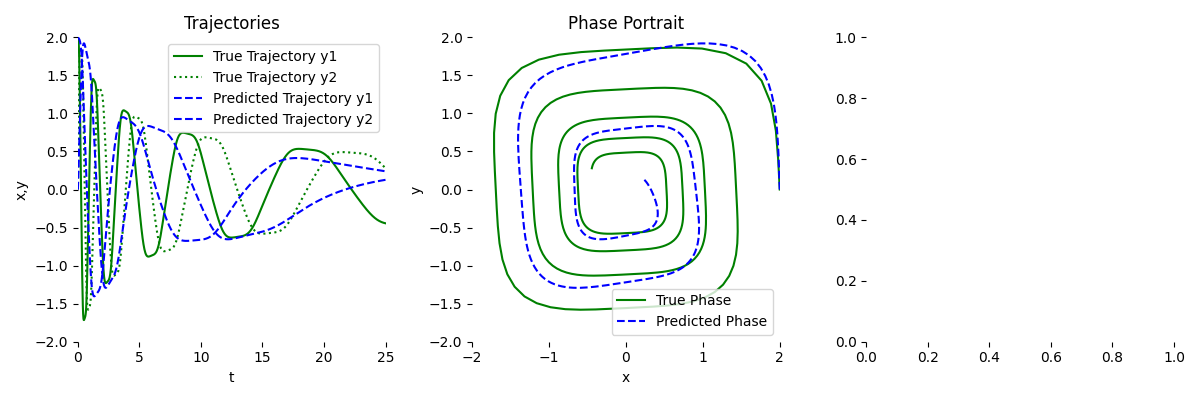 Trajectories
True Trajectory y1
True Trajectory y2
Predicted Trajectory y1
Predicted Trajectory y2
2.0
1.5
1.0
0.5
0.0
−0.5
−1.0
−1.5
−2.0
x,y
0 5 10 15 20 25
t
Phase Portrait
2.0
1.5
1.0
0.5
0.0
−0.5
−1.0
−1.5
−2.0
y
True Phase
Predicted Phase
−2 −1 0 1 2
x
1.0
0.8
0.6
0.4
0.2
0.0
0.0 0.2 0.4 0.6 0.8 1.0